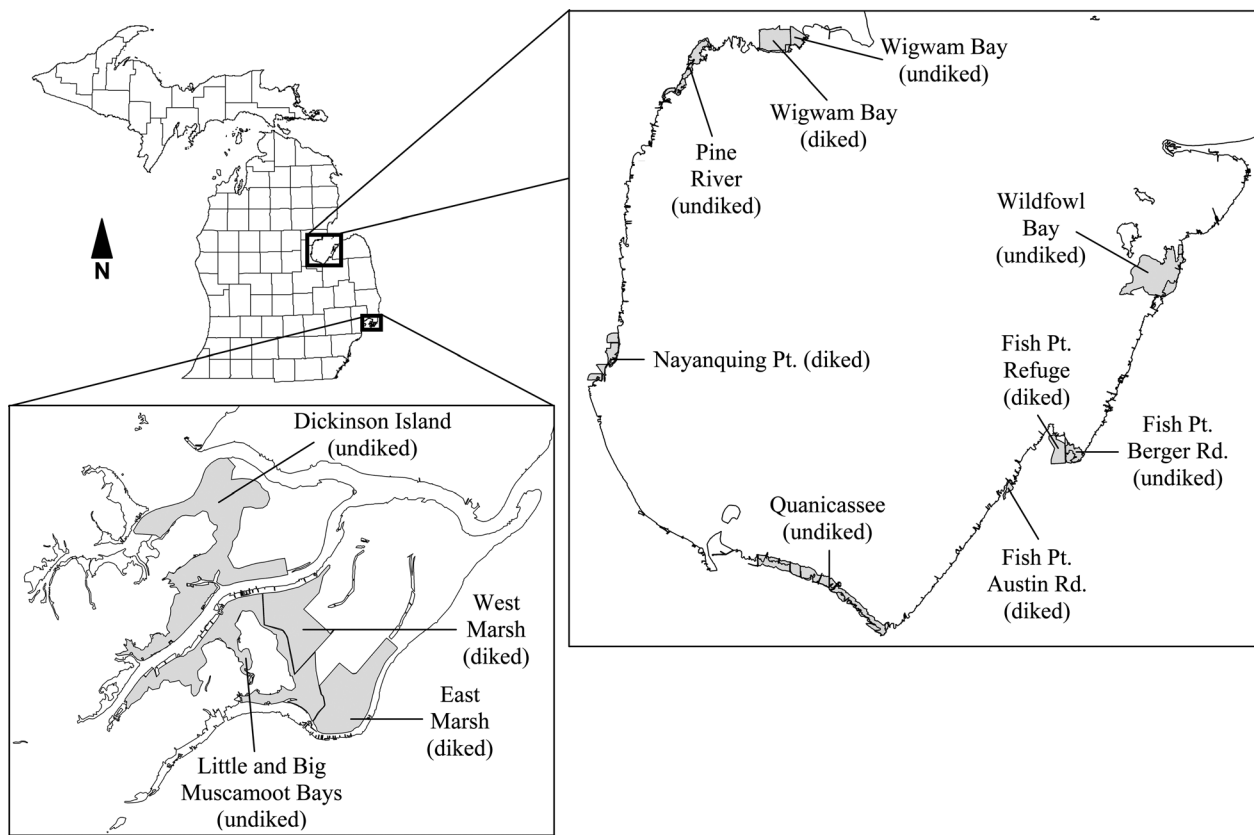 N
Wigwam Bay
(undiked)
Wigwam Bay
(diked)
Pine
River
(undiked)
Wildfowl
Bay
(undiked)
Nayanquing Pt. (diked)
Fish Pt.
Refuge
(diked)
Fish Pt.
Berger Rd.
(undiked)
Quanicassee
(undiked)
Fish Pt.
Austin Rd.
(diked)
Dickinson Island
(undiked)
West
Marsh
(diked)
East
Marsh
(diked)
Little and Big
Muscamoot Bays
(undiked)